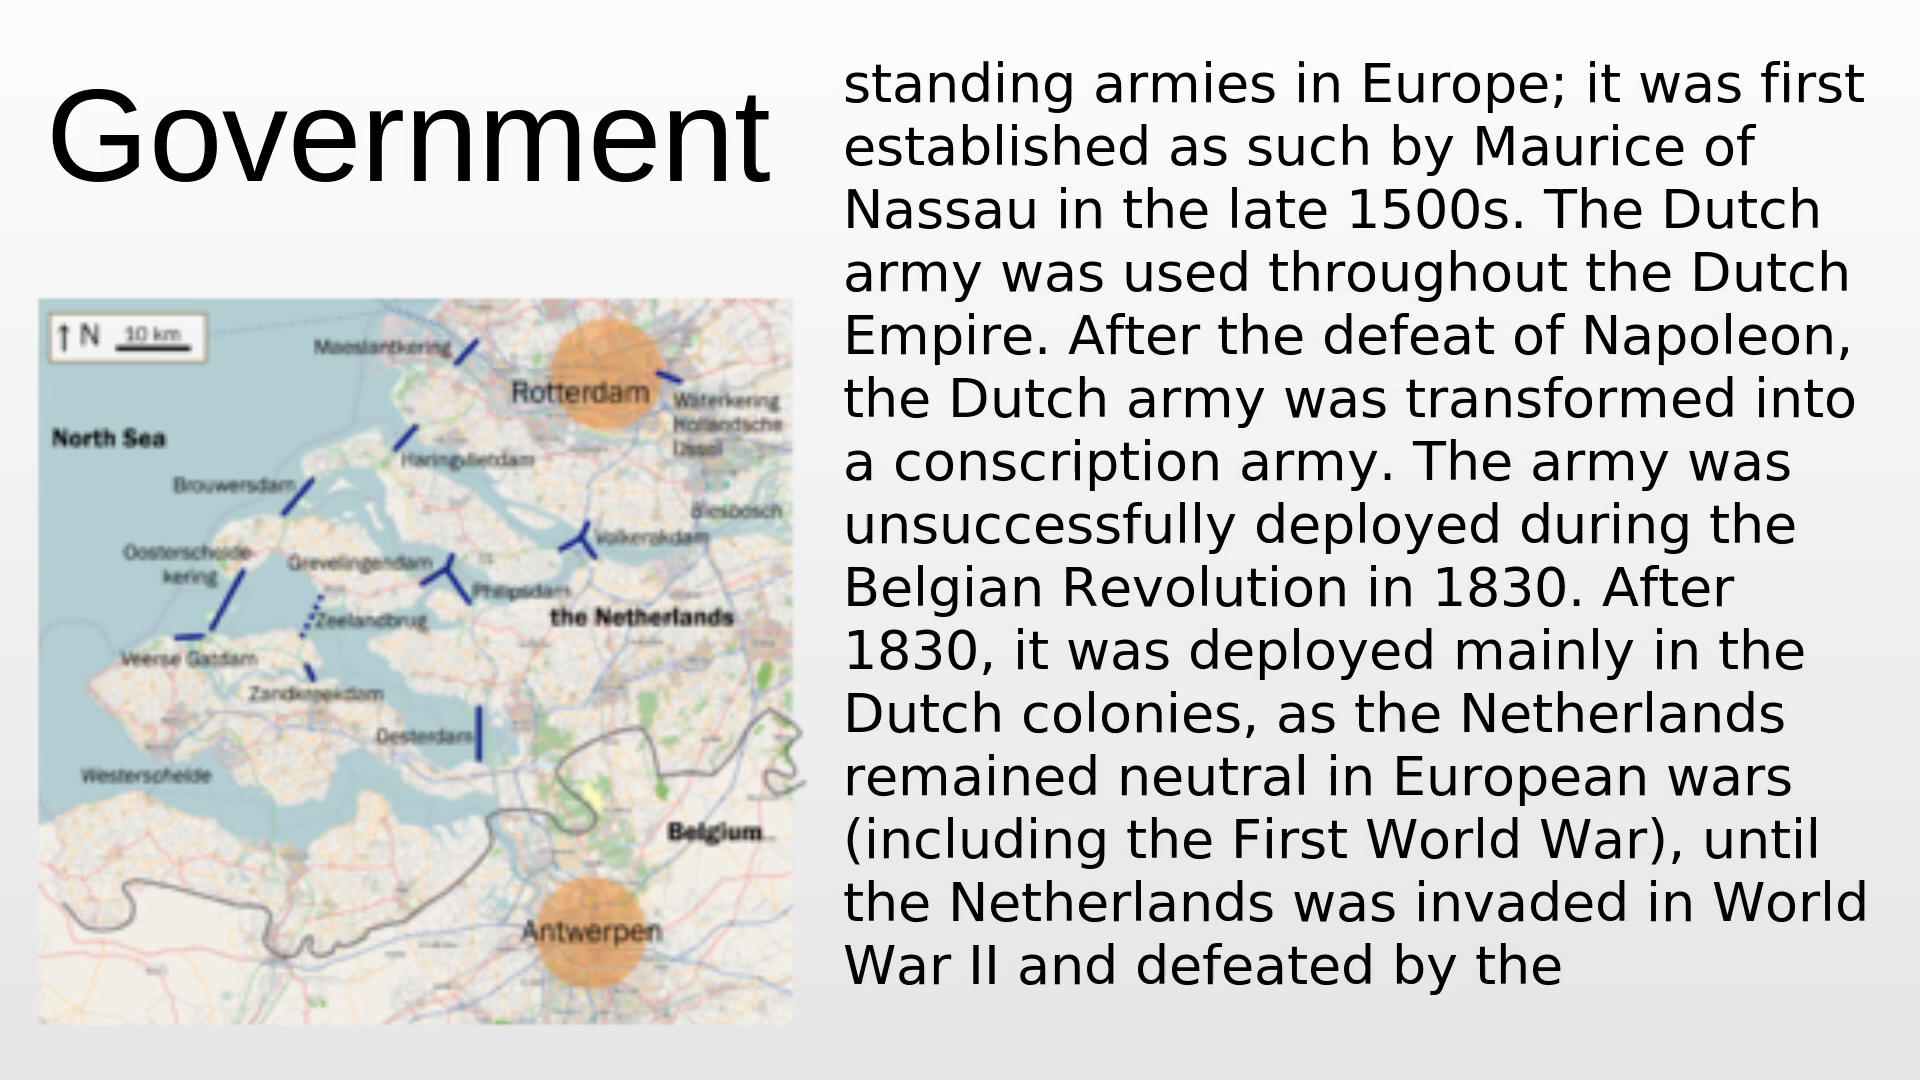 Government
standing armies in Europe; it was first
established as such by Maurice of
Nassau in the late 1500s. The Dutch
army was used throughout the Dutch
Empire. After the defeat of Napoleon,
the Dutch army was transformed into
a conscription army. The army was
unsuccessfully deployed during the
Belgian Revolution in 1830. After
1830, it was deployed mainly in the
Dutch colonies, as the Netherlands
remained neutral in European wars
(including the First World War), until
the Netherlands was invaded in World
War II and defeated by the
↑ N 10 km
Maeslantkering
Rotterdam
Waterkering
Hollandsche
IJssel
North Sea
Haringvlietdam
Brouwersdam
Biesbosch
Volkerakdam
Oosterschelde-
kering
Grevelingendam
Philipsdam
the Netherlands
Zeelandbrug
Veerse Gatdam
Zandkreekdam
Oesterdam
Westerschelde
Belgium
Antwerpen